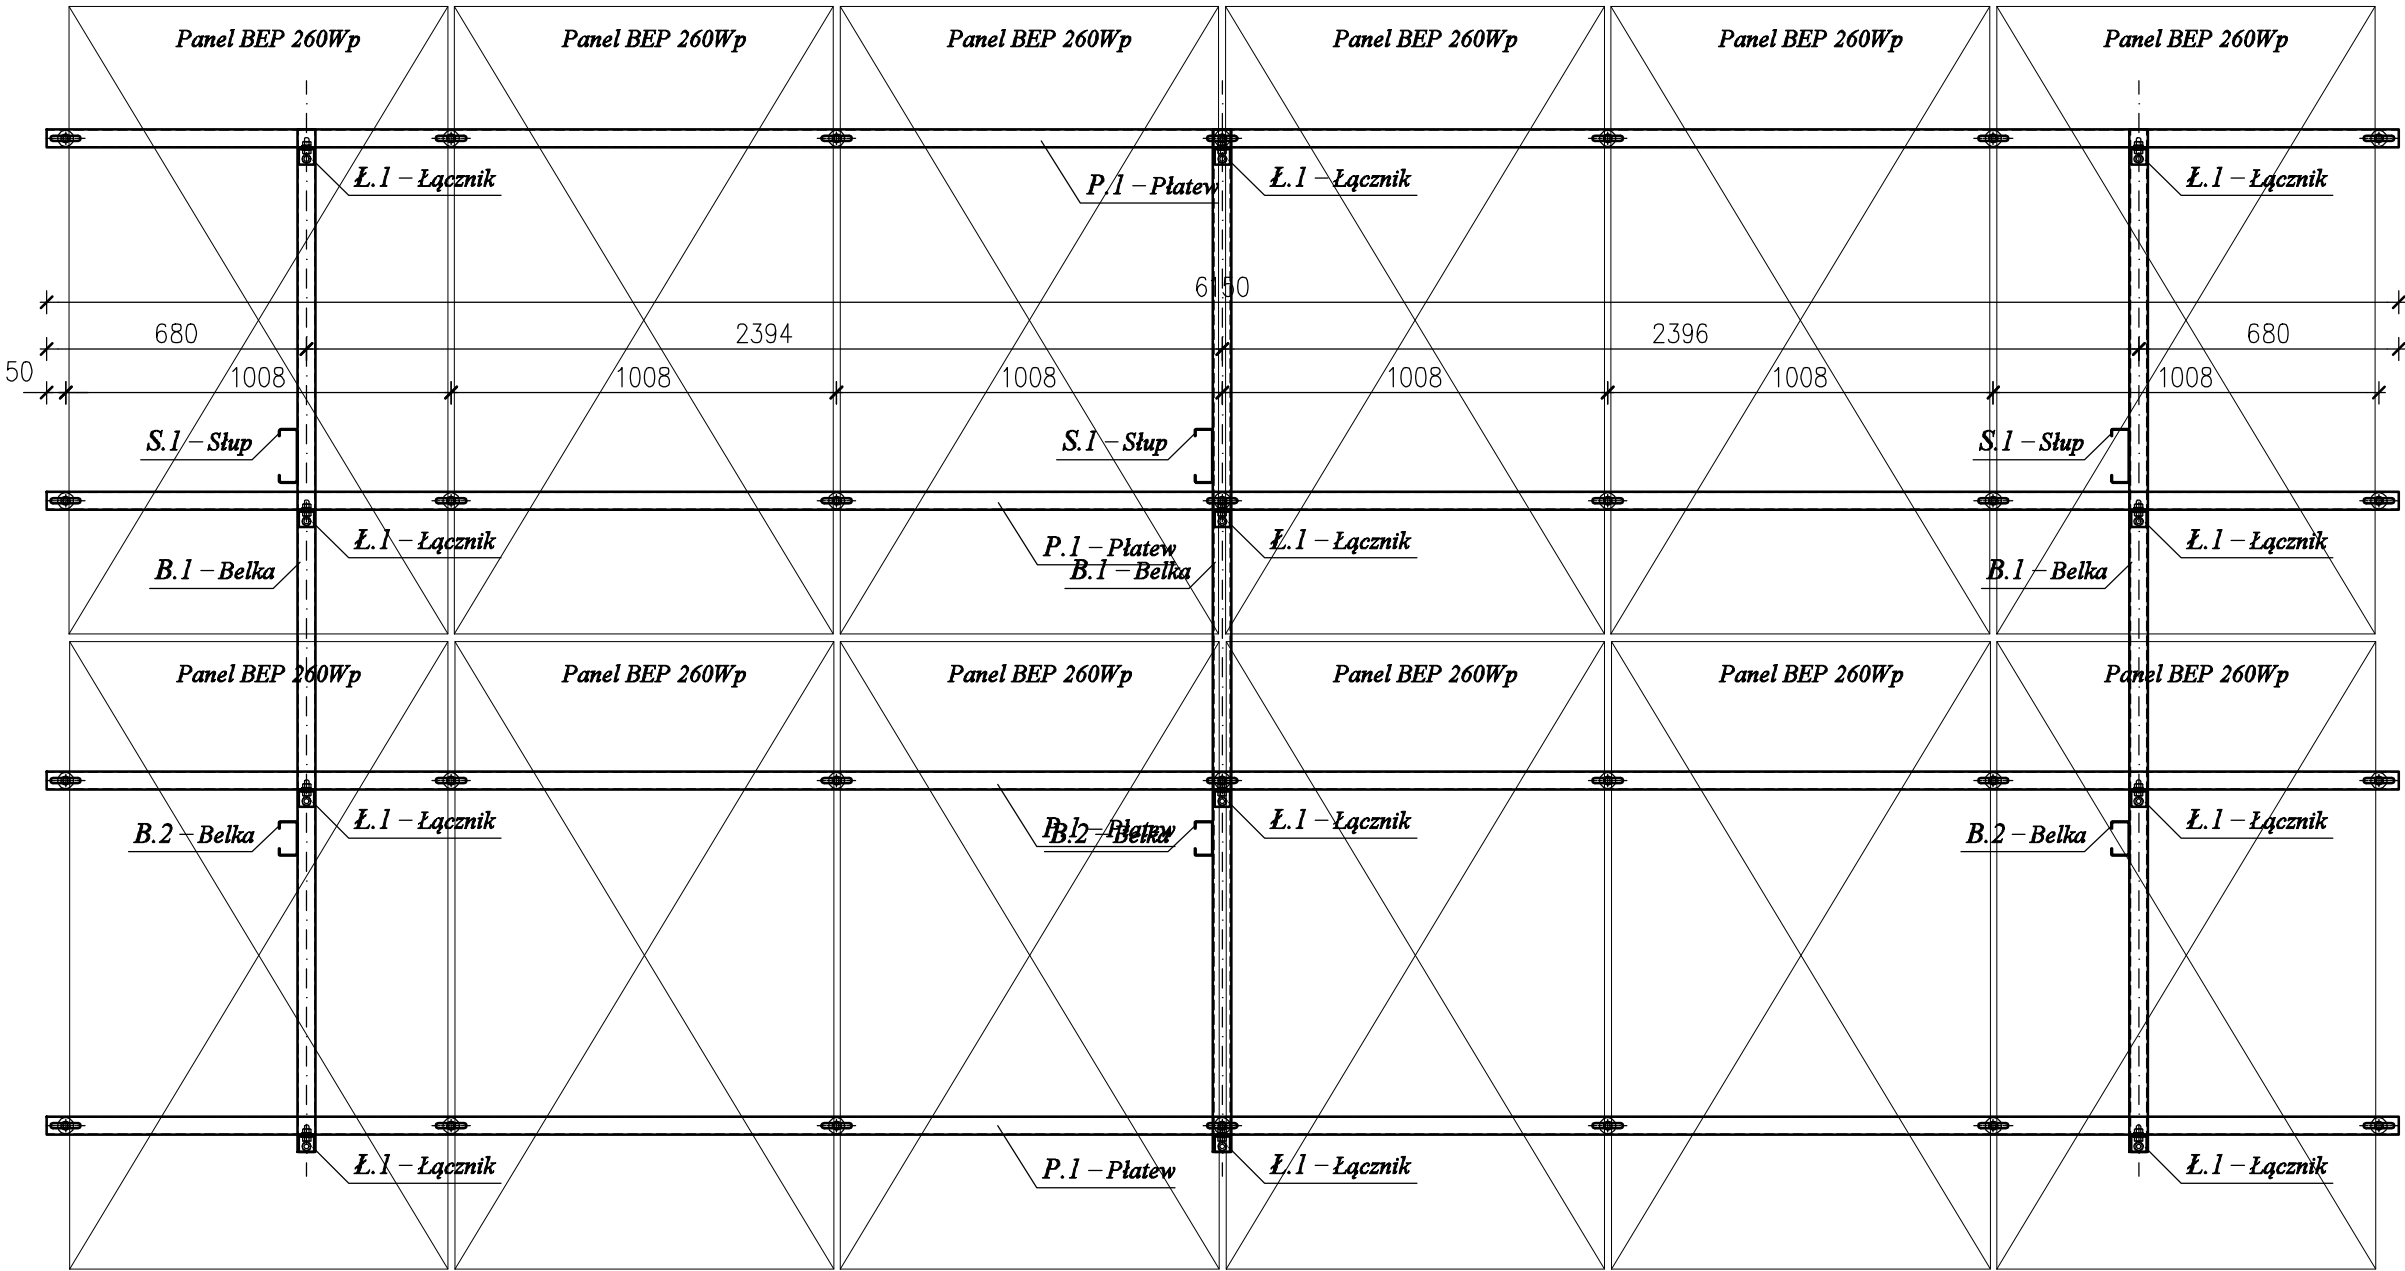 Panel BEP 260Wp
Panel BEP 260Wp
Panel BEP 260Wp
Panel BEP 260Wp
Panel BEP 260Wp
Panel BEP 260Wp
Ł.1 – Łącznik
P.1 – Płatew
Ł.1 – Łącznik
Ł.1 – Łącznik
6150
680
2394
2396
680
50
1008
1008
1008
1008
1008
1008
S.1 – Słup
S.1 – Słup
S.1 – Słup
Ł.1 – Łącznik
P.1 – Płatew
Ł.1 – Łącznik
Ł.1 – Łącznik
B.1 – Belka
B.1 – Belka
B.1 – Belka
Panel BEP 260Wp
Panel BEP 260Wp
Panel BEP 260Wp
Panel BEP 260Wp
Panel BEP 260Wp
Panel BEP 260Wp
Ł.1 – Łącznik
P.1 – Płatew
Ł.1 – Łącznik
Ł.1 – Łącznik
B.2 – Belka
B.2 – Belka
B.2 – Belka
Ł.1 – Łącznik
P.1 – Płatew
Ł.1 – Łącznik
Ł.1 – Łącznik